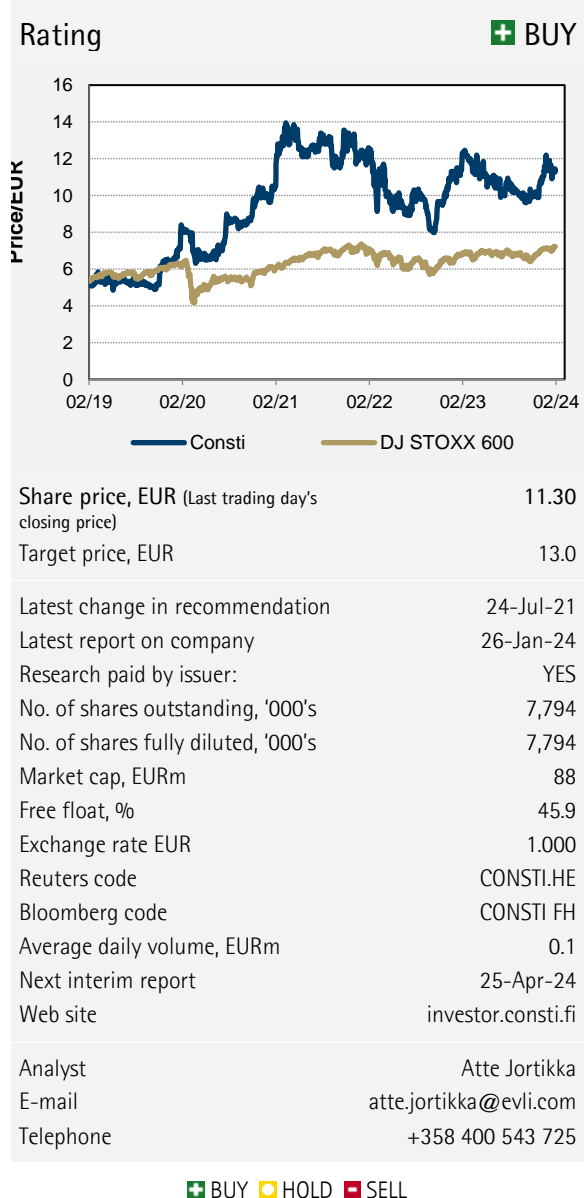 Rating BUY
16
14
12
10
8
6
4
2
0
Price/EUR
02/19 02/20 02/21 02/22 02/23 02/24
Consti DJ STOXX 600
Share price, EUR (Last trading day's closing price) 11.30
Target price, EUR 13.0
Latest change in recommendation 24-Jul-21
Latest report on company 26-Jan-24
Research paid by issuer: YES
No. of shares outstanding, '000's 7,794
No. of shares fully diluted, '000's 7,794
Market cap, EURm 88
Free float, % 45.9
Exchange rate EUR 1.000
Reuters code CONSTI.HE
Bloomberg code CONSTI FH
Average daily volume, EURm 0.1
Next interim report 25-Apr-24
Web site investor.consti.fi
Analyst Atte Jortikka
E-mail atte.jortikka@evli.com
Telephone +358 400 543 725
BUY HOLD SELL